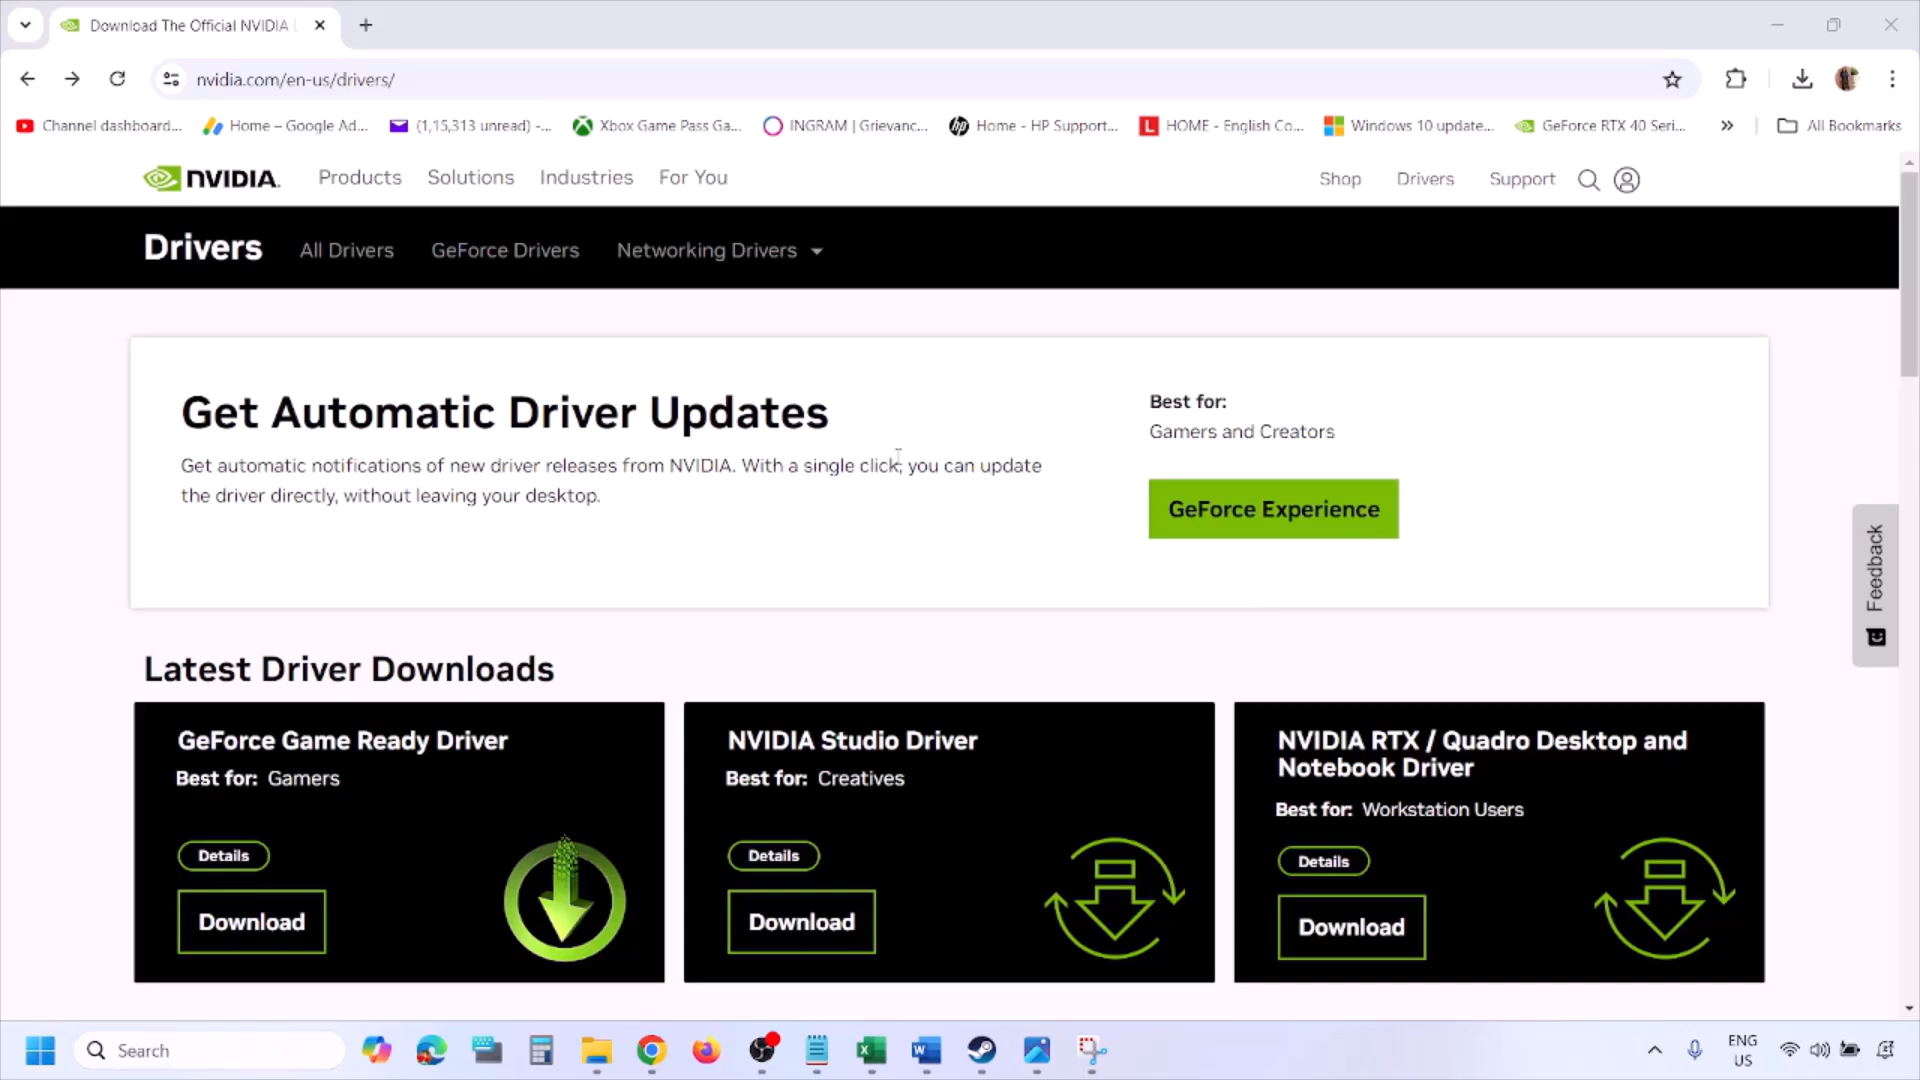 Download The Official NVIDIA
nvidia.com/en-us/drivers/
Channel dashboard...
Home – Google Ad...
(1,15,313 unread) -...
Xbox Game Pass Ga...
INGRAM | Grievanc...
Home - HP Support...
HOME - English Co...
Windows 10 update...
GeForce RTX 40 Seri...
All Bookmarks
NVIDIA.
Products
Solutions
Industries
For You
Shop
Drivers
Support
Drivers
All Drivers
GeForce Drivers
Networking Drivers
Get Automatic Driver Updates
Get automatic notifications of new driver releases from NVIDIA. With a single click, you can update
the driver directly, without leaving your desktop.
Best for:
Gamers and Creators
GeForce Experience
Feedback
Latest Driver Downloads
GeForce Game Ready Driver
Best for: Gamers
Details
Download
NVIDIA Studio Driver
Best for: Creatives
Details
Download
NVIDIA RTX / Quadro Desktop and
Notebook Driver
Best for: Workstation Users
Details
Download
Search
ENG
US